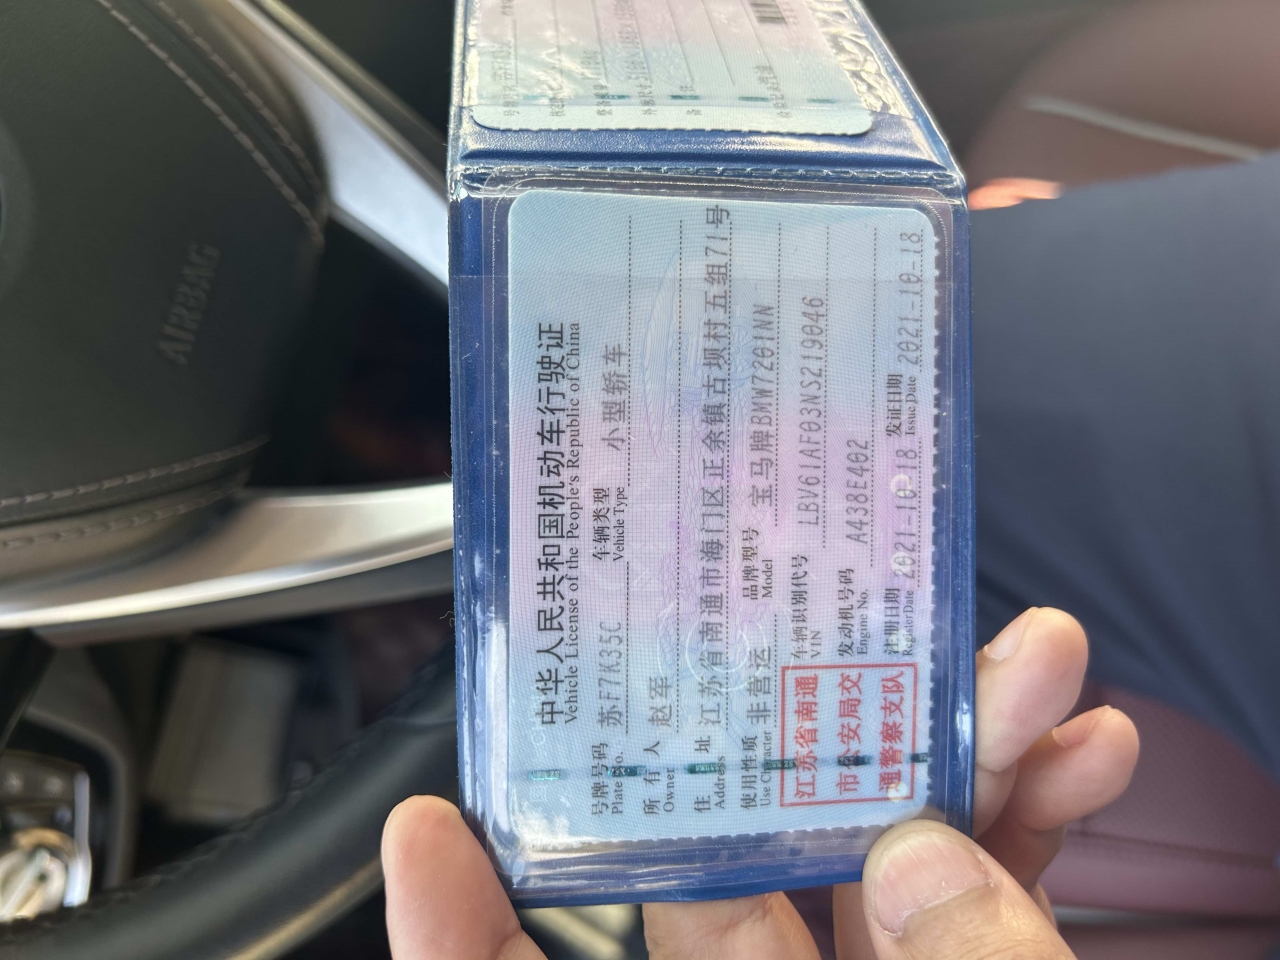 中华人民共和国机动车行驶证
Vehicle License of the People's Republic of China
号牌号码 苏F7K35C 车辆类型 小型轿车
Plate No. Vehicle Type
所有人 赵军
Owner
住址 江苏省南通市海门区正余镇古坝村五组71号
Address
使用性质 非营运 品牌型号 宝马牌BMW7201NN
Use Character Model
江苏省南通
市公安局交
通警察支队
车辆识别代号 LBV61AF03NS219046
VIN
发动机号码 A438E402
Engine No.
注册日期 2021-10-18 发证日期 2021-10-18
Register Date Issue Date
AIRBAG